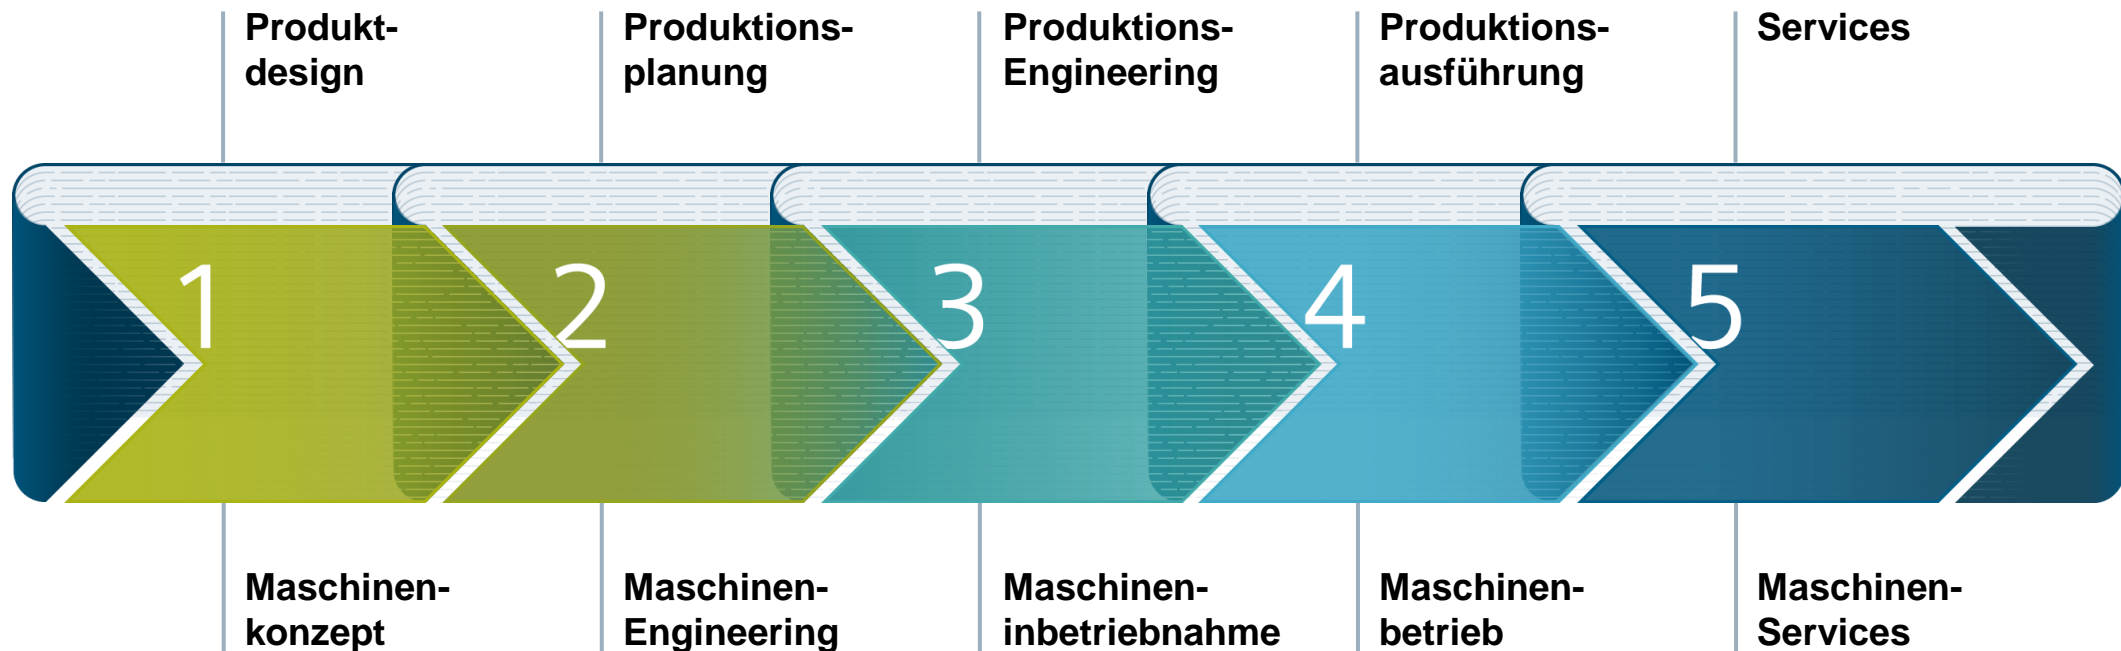 Produkt-
design
Produktions-
planung
Produktions-
Engineering
Produktions-
ausführung
Services
1
2
3
4
5
Maschinen-
konzept
Maschinen-
Engineering
Maschinen-
inbetriebnahme
Maschinen-
betrieb
Maschinen-
Services